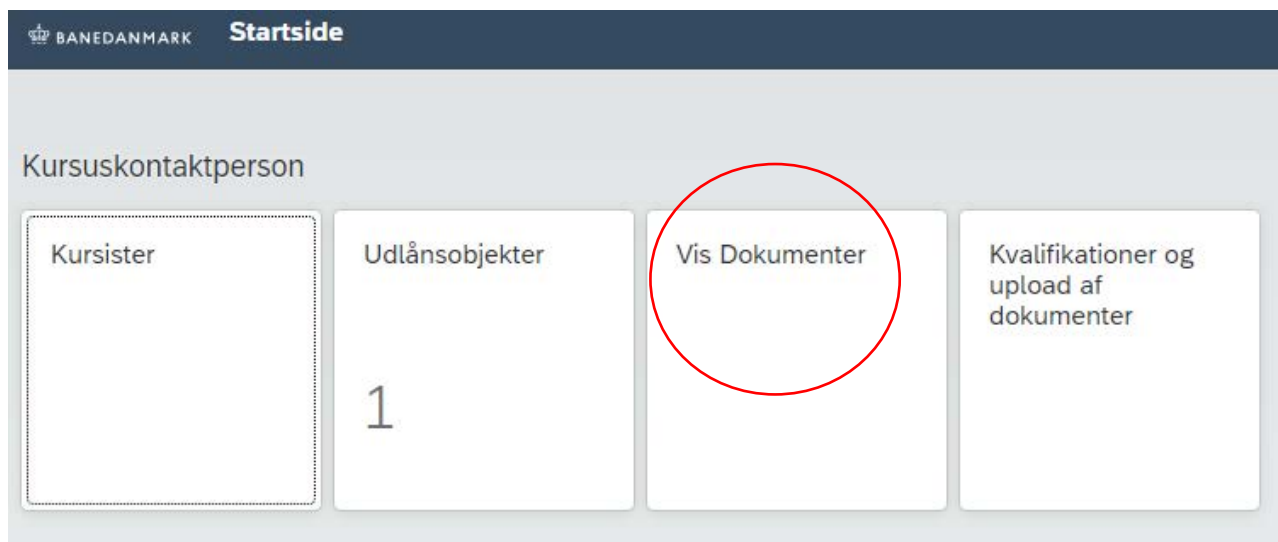 BANEDANMARK Startside
Kursuskontaktperson
Kursister
Udlånsobjekter
1
Vis Dokumenter
Kvalifikationer og
upload af
dokumenter